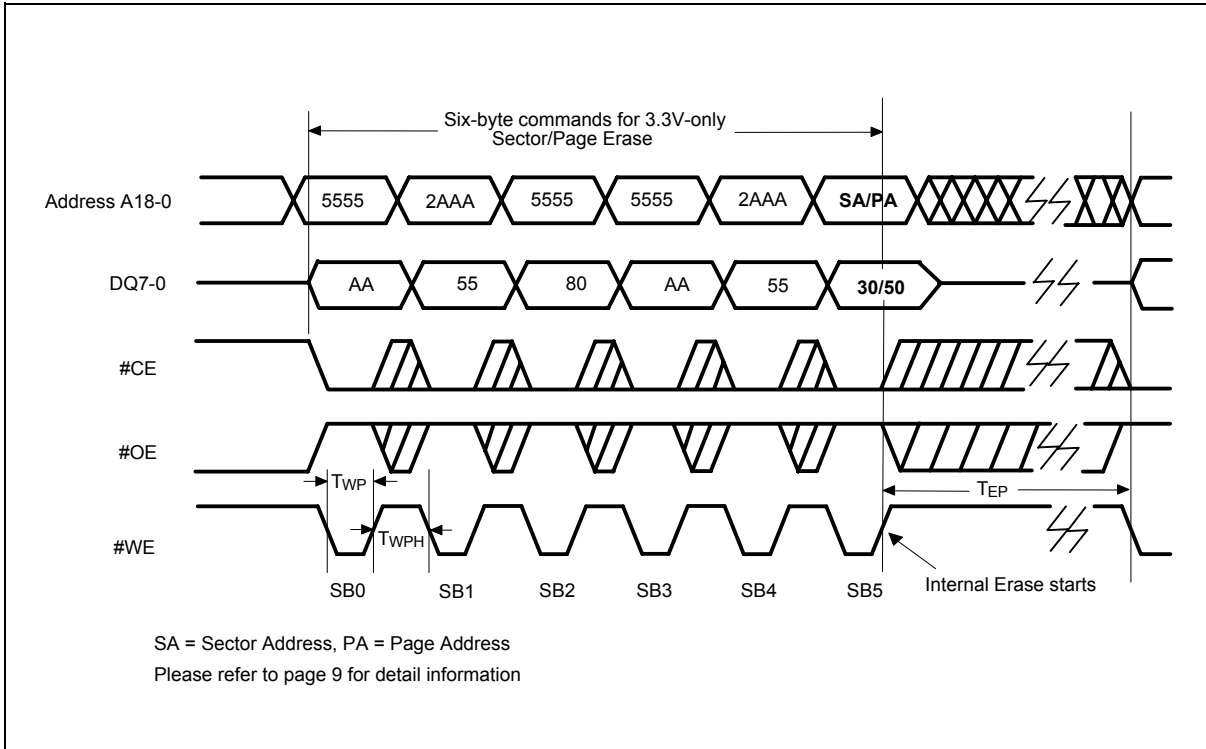 Six-byte commands for 3.3V-only
Sector/Page Erase
Address A18-0
5555
2AAA
5555
5555
2AAA
SA/PA
DQ7-0
AA
55
80
AA
55
30/50
#CE
#OE
TWP
TEP
TWPH
#WE
Internal Erase starts
SB0
SB1
SB2
SB3
SB4
SB5
SA = Sector Address, PA = Page Address
Please refer to page 9 for detail information